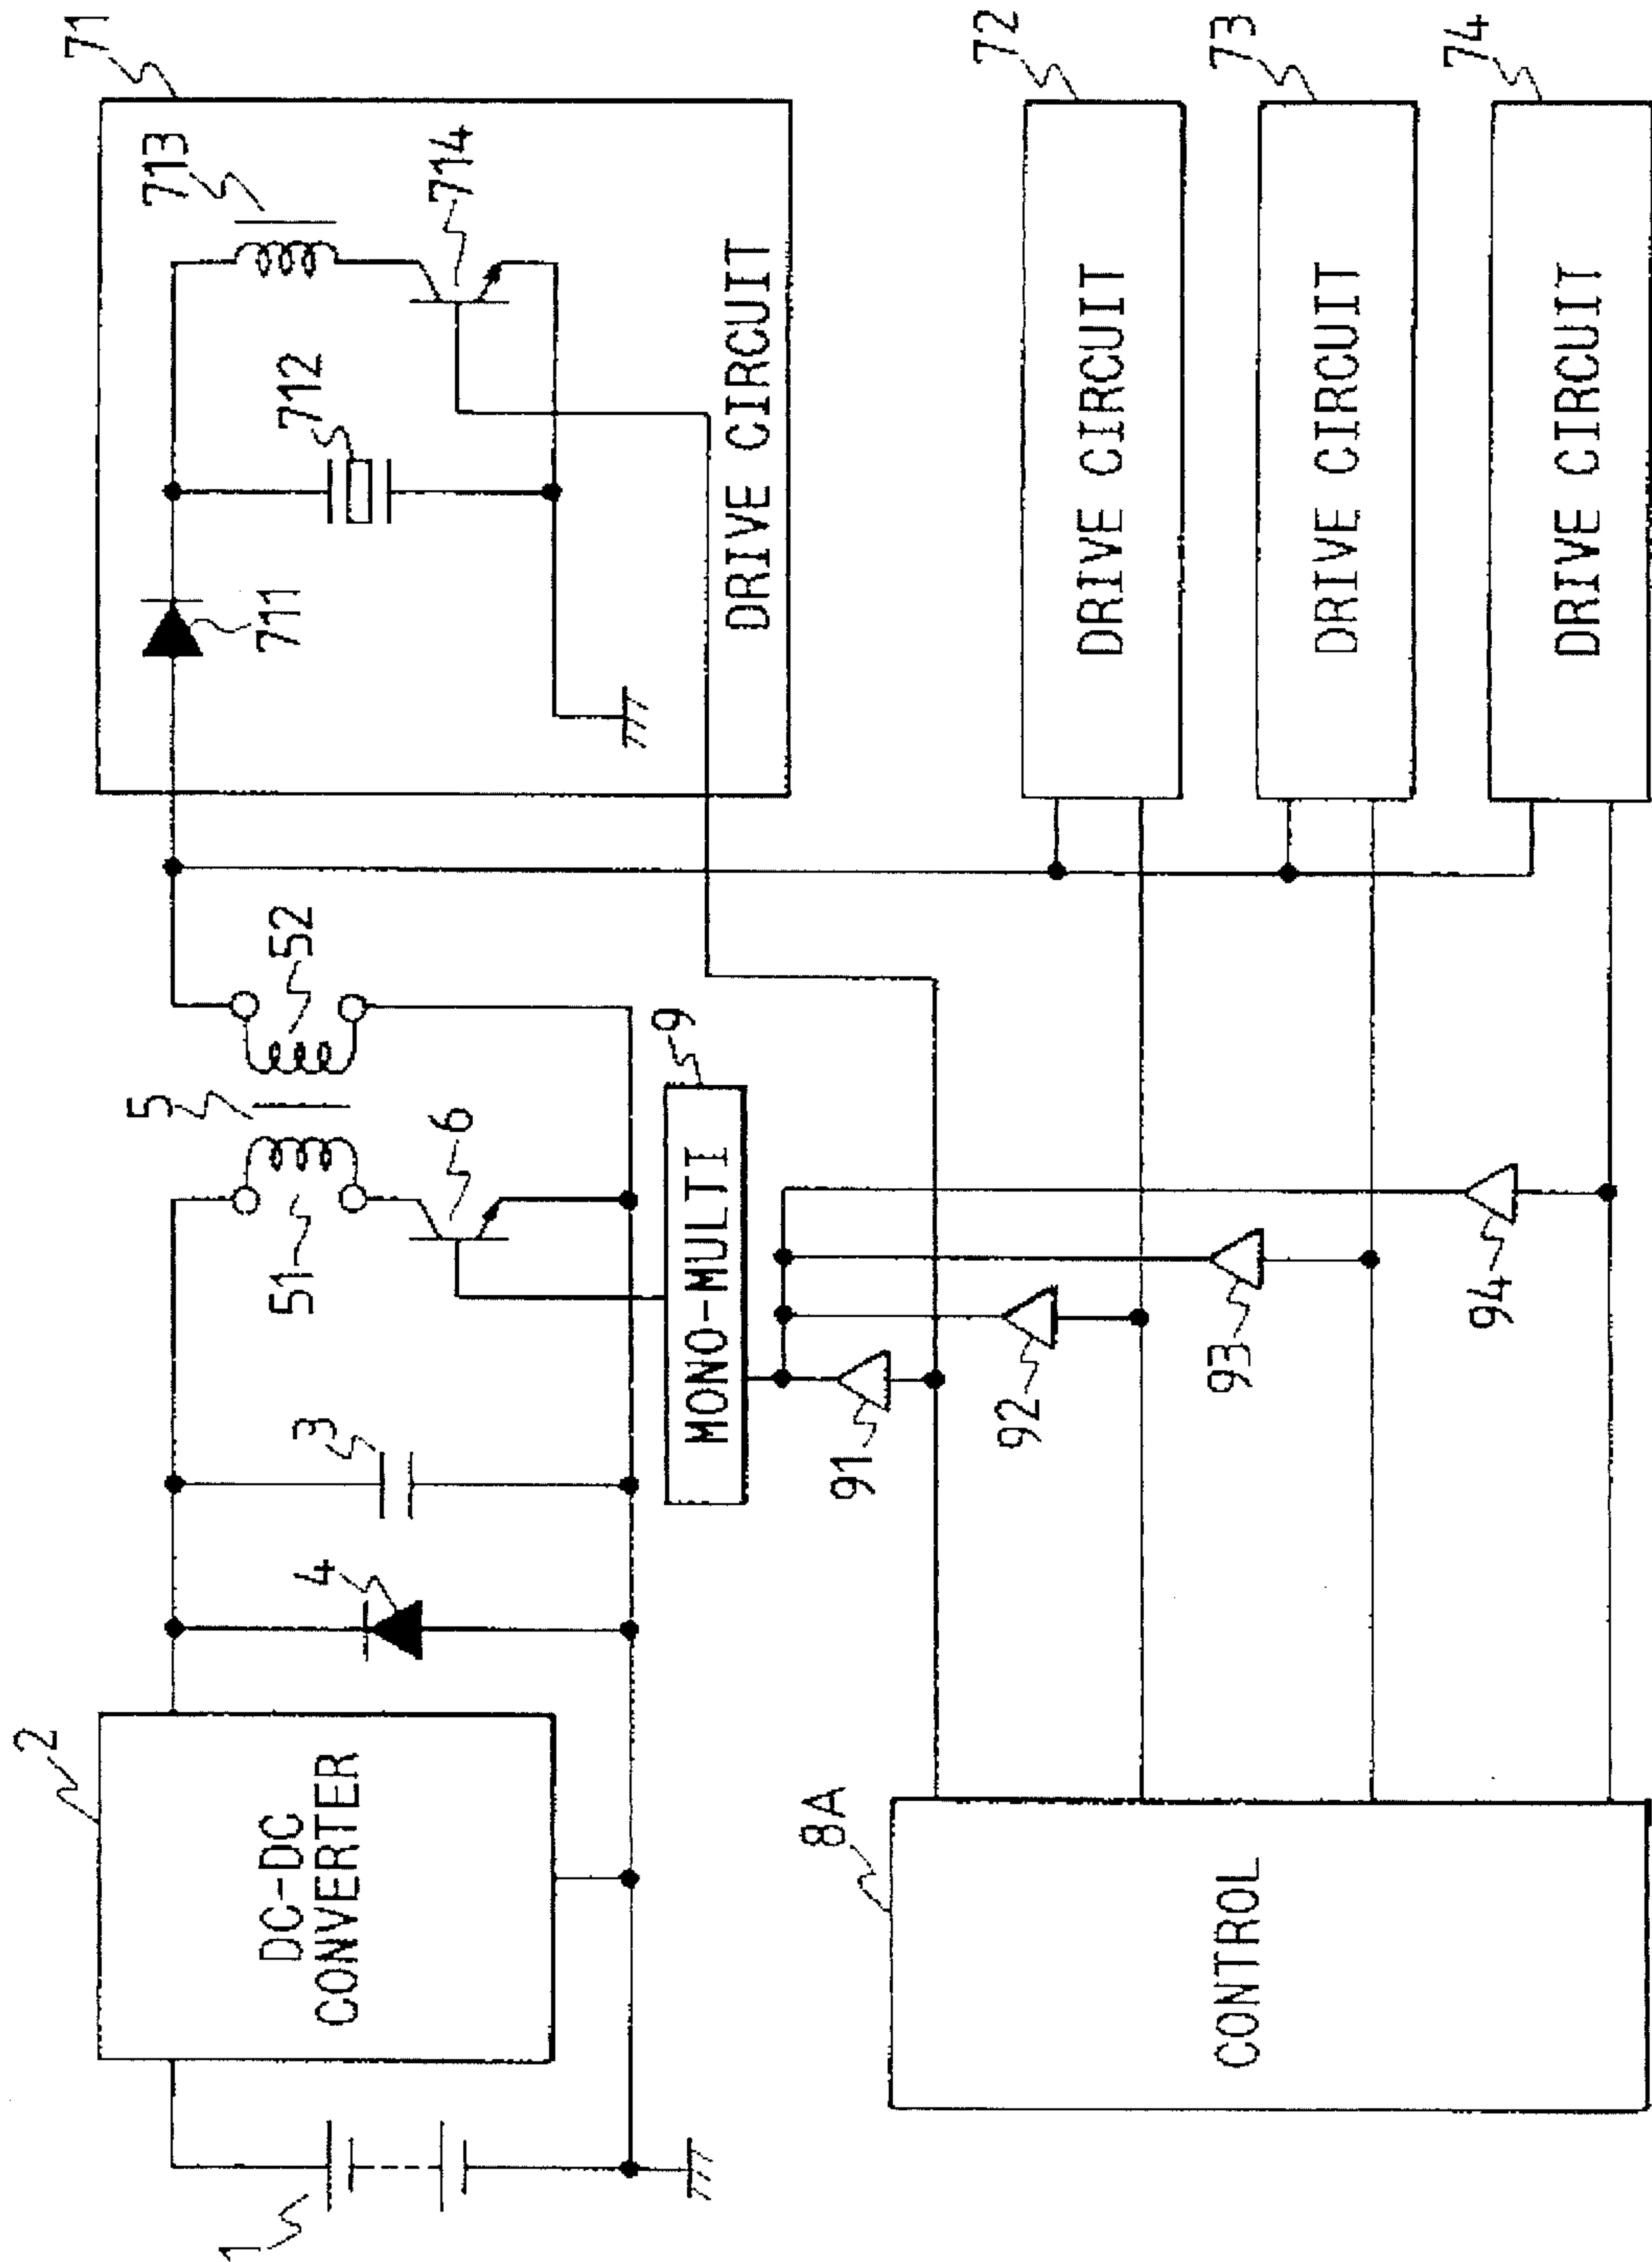 1
2
DC-DC
CONVERTER
4
3
5
51
52
6
MONO-MULTI
9
71
711
712
713
714
DRIVE CIRCUIT
8A
CONTROL
91
92
93
94
72
DRIVE CIRCUIT
73
DRIVE CIRCUIT
74
DRIVE CIRCUIT